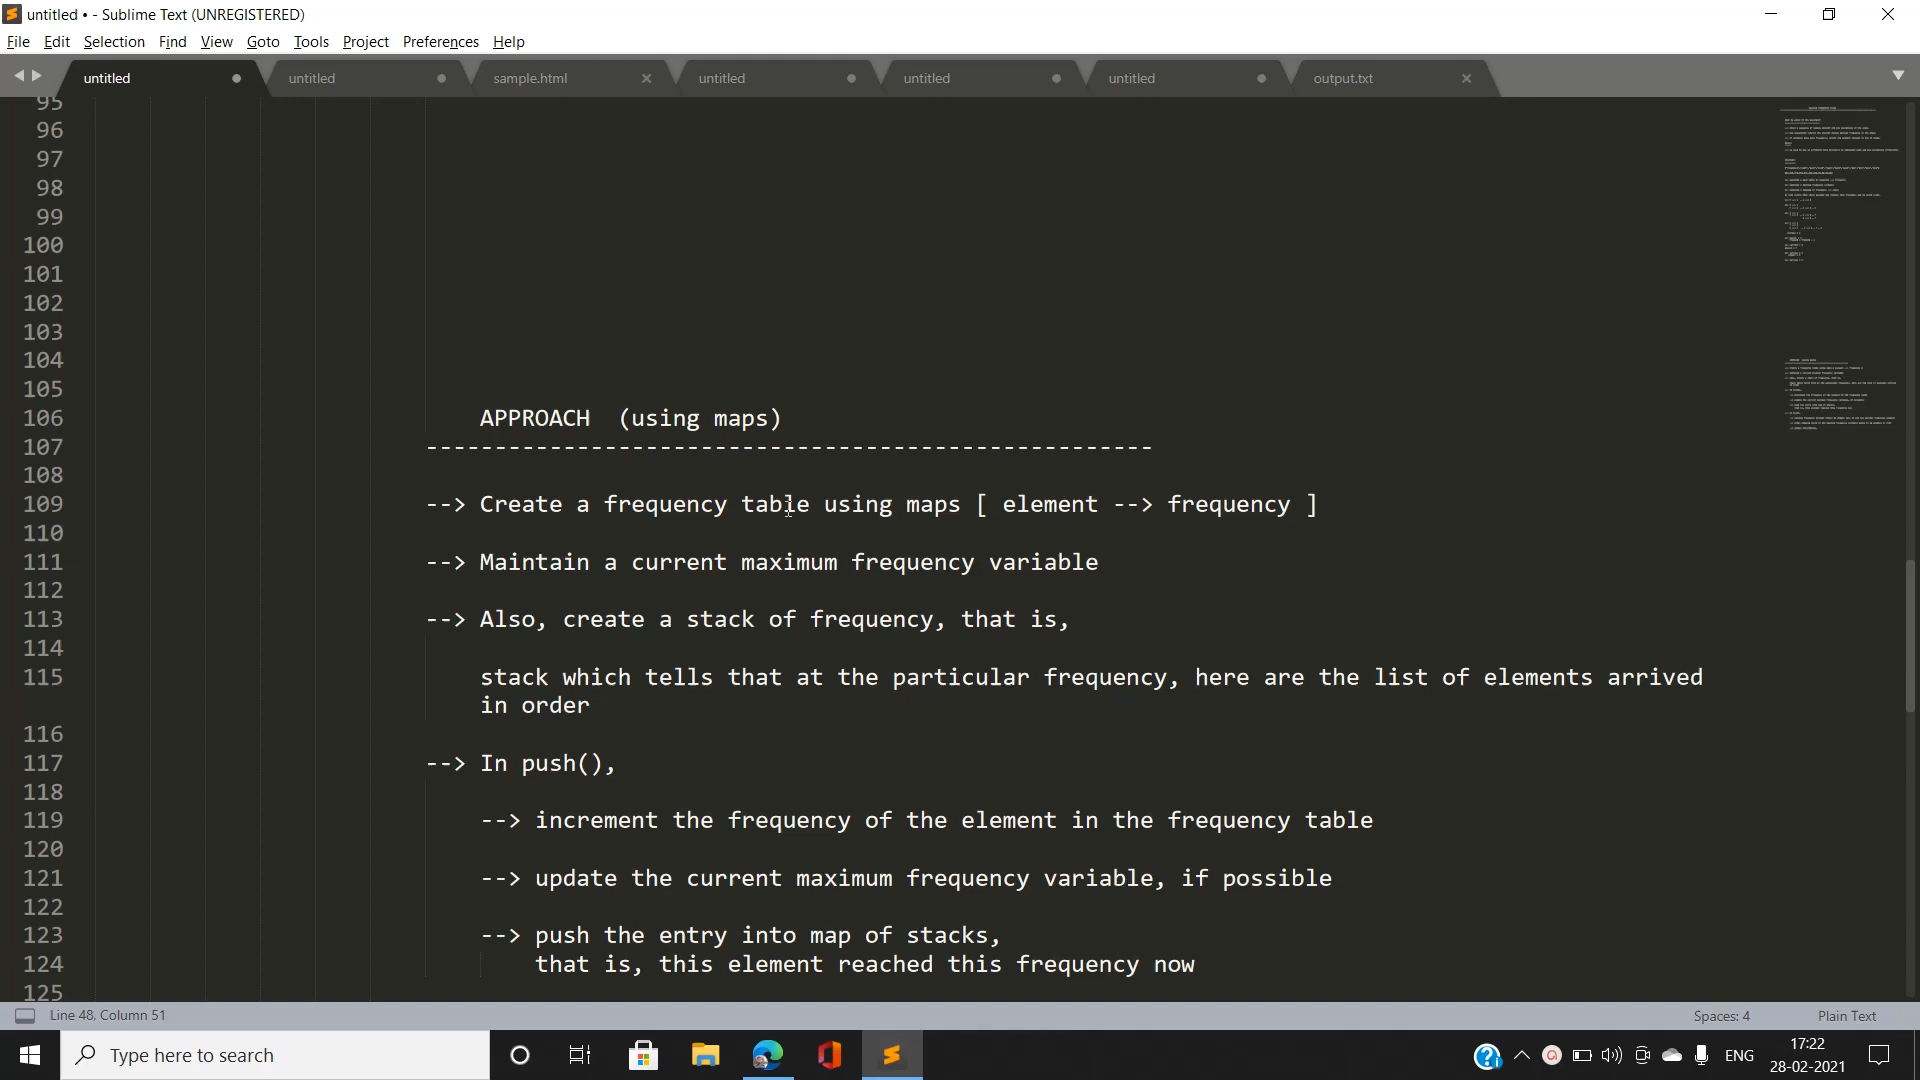 untitled • - Sublime Text (UNREGISTERED)
File Edit Selection Find View Goto Tools Project Preferences Help
untitled untitled sample.html untitled untitled untitled output.txt
95
96
97
98
99
100
101
102
103
104
105
106 APPROACH (using maps)
107 -----------------------------------------------------
108
109 --> Create a frequency table using maps [ element --> frequency ]
110
111 --> Maintain a current maximum frequency variable
112
113 --> Also, create a stack of frequency, that is,
114
115 stack which tells that at the particular frequency, here are the list of elements arrived
in order
116
117 --> In push(),
118
119 --> increment the frequency of the element in the frequency table
120
121 --> update the current maximum frequency variable, if possible
122
123 --> push the entry into map of stacks,
124 that is, this element reached this frequency now
125
Line 48, Column 51 Spaces: 4 Plain Text
Type here to search ENG 17:22
28-02-2021